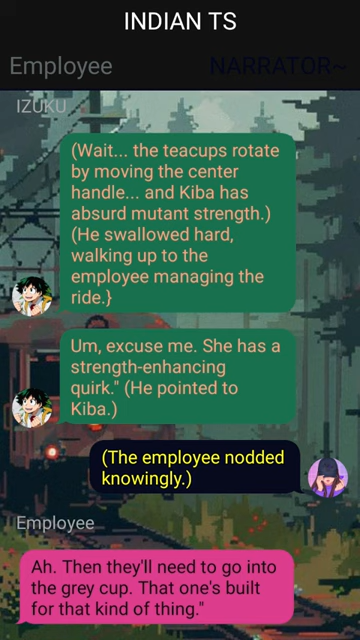 INDIAN TS
Employee
NARRATOR~
IZUKU
(Wait... the teacups rotate
by moving the center
handle... and Kiba has
absurd mutant strength.)
(He swallowed hard,
walking up to the
employee managing the
ride.}
Um, excuse me. She has a
strength-enhancing
quirk." (He pointed to
Kiba.)
(The employee nodded
knowingly.)
Employee
Ah. Then they'll need to go into
the grey cup. That one's built
for that kind of thing."